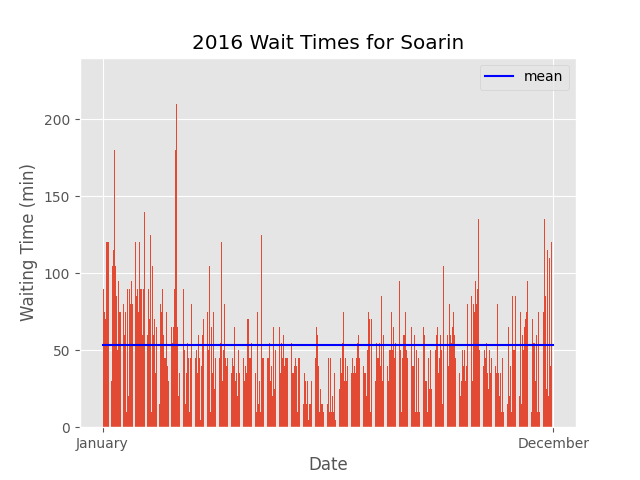 2016 Wait Times for Soarin
mean
200
150
100
50
0
Waiting Time (min)
January
December
Date